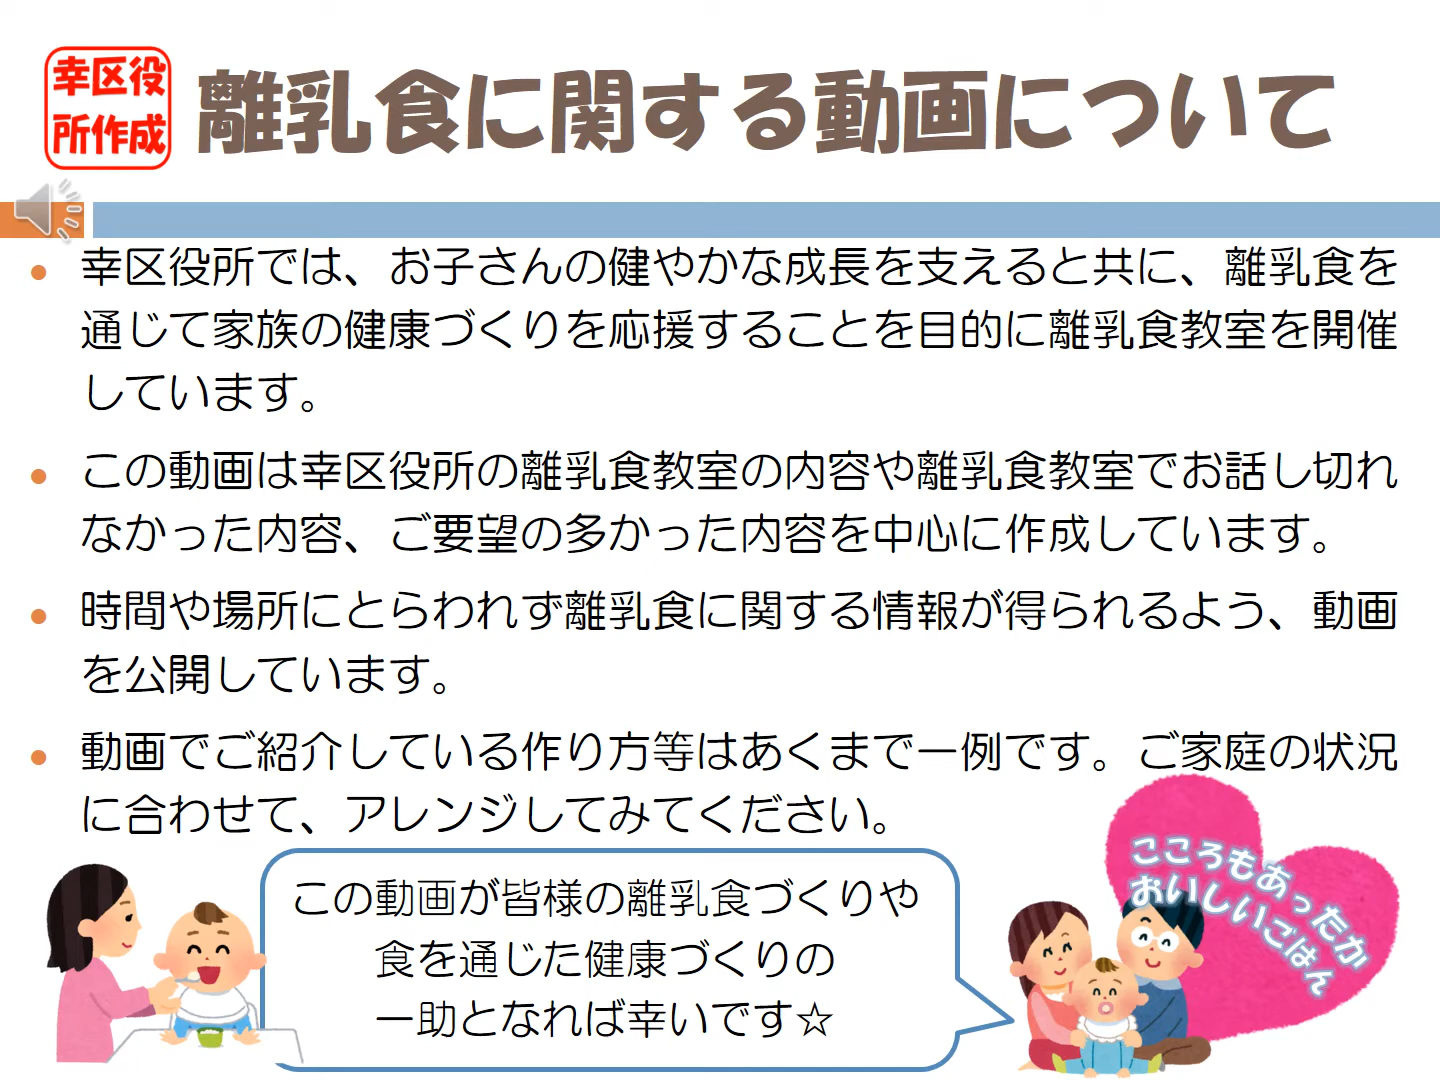 幸区役
所作成
離乳食に関する動画について
• 幸区役所では、お子さんの健やかな成長を支えると共に、離乳食を
通じて家族の健康づくりを応援することを目的に離乳食教室を開催
しています。
• この動画は幸区役所の離乳食教室の内容や離乳食教室でお話し切れ
なかった内容、ご要望の多かった内容を中心に作成しています。
• 時間や場所にとらわれず離乳食に関する情報が得られるよう、動画
を公開しています。
• 動画でご紹介している作り方等はあくまで一例です。ご家庭の状況
に合わせて、アレンジしてみてください。
この動画が皆様の離乳食づくりや
食を通じた健康づくりの
一助となれば幸いです☆
こころもあったか
おいしいごはん